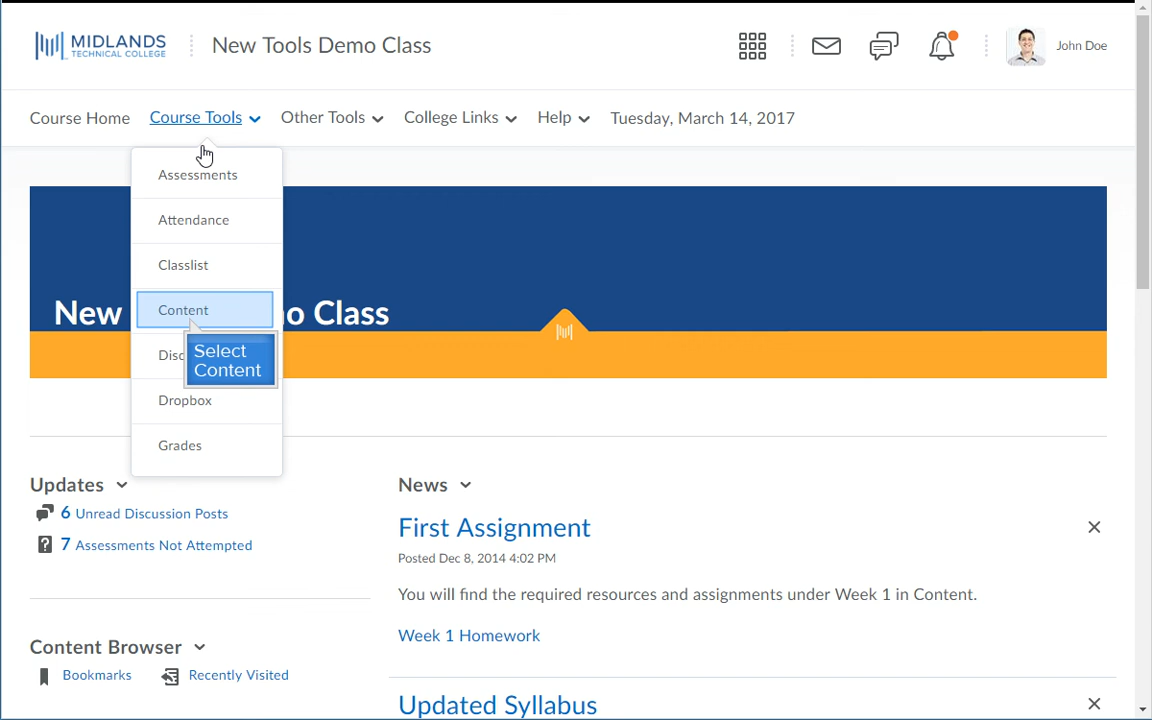 MIDLANDS
TECHNICAL COLLEGE
New Tools Demo Class
John Doe
Course Home
Course Tools
Other Tools
College Links
Help
Tuesday, March 14, 2017
Assessments
Attendance
Classlist
Content
Select
Content
Disc
Dropbox
Grades
New
o Class
Updates
6 Unread Discussion Posts
7 Assessments Not Attempted
Content Browser
Bookmarks
Recently Visited
News
First Assignment
Posted Dec 8, 2014 4:02 PM
You will find the required resources and assignments under Week 1 in Content.
Week 1 Homework
Updated Syllabus